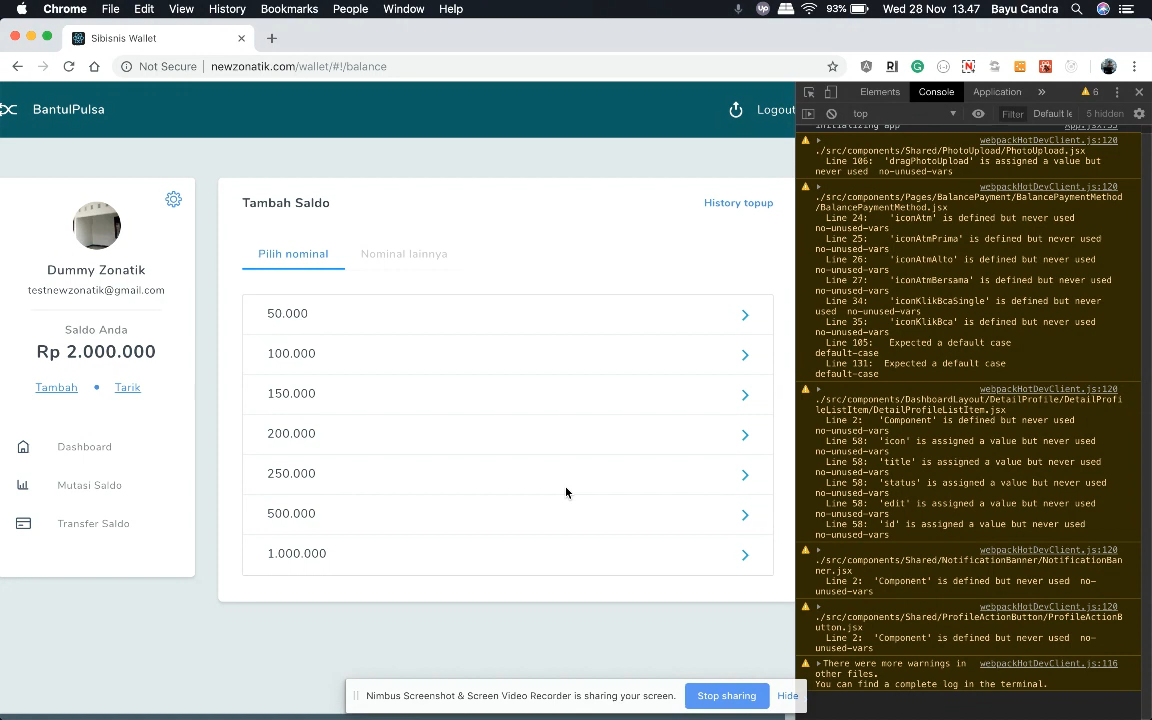 Chrome File Edit View History Bookmarks People Window Help
93% Wed 28 Nov 13.47 Bayu Candra
Sibisnis Wallet
Not Secure newzonatik.com/wallet/#!/balance
BantulPulsa
Logout
Dummy Zonatik
testnewzonatik@gmail.com
Saldo Anda
Rp 2.000.000
Tambah • Tarik
Dashboard
Mutasi Saldo
Transfer Saldo
Tambah Saldo
History topup
Pilih nominal
Nominal lainnya
50.000
100.000
150.000
200.000
250.000
500.000
1.000.000
Elements Console Application » 6
top Filter Default le 5 hidden
initializing app App.jsx:35
webpackHotDevClient.js:120
./src/components/Shared/PhotoUpload/PhotoUpload.jsx
Line 106: 'dragPhotoUpload' is assigned a value but
never used no-unused-vars
webpackHotDevClient.js:120
./src/components/Pages/BalancePayment/BalancePaymentMethod
/BalancePaymentMethod.jsx
Line 24: 'iconAtm' is defined but never used
no-unused-vars
Line 25: 'iconAtmPrima' is defined but never used
no-unused-vars
Line 26: 'iconAtmAlto' is defined but never used
no-unused-vars
Line 27: 'iconAtmBersama' is defined but never used
no-unused-vars
Line 34: 'iconKlikBcaSingle' is defined but never
used no-unused-vars
Line 35: 'iconKlikBca' is defined but never used
no-unused-vars
Line 105: Expected a default case
default-case
Line 131: Expected a default case
default-case
webpackHotDevClient.js:120
./src/components/DashboardLayout/DetailProfile/DetailProfi
leListItem/DetailProfileListItem.jsx
Line 2: 'Component' is defined but never used
no-unused-vars
Line 58: 'icon' is assigned a value but never used
no-unused-vars
Line 58: 'title' is assigned a value but never used
no-unused-vars
Line 58: 'status' is assigned a value but never used
no-unused-vars
Line 58: 'edit' is assigned a value but never used
no-unused-vars
Line 58: 'id' is assigned a value but never used
no-unused-vars
webpackHotDevClient.js:120
./src/components/Shared/NotificationBanner/NotificationBan
ner.jsx
Line 2: 'Component' is defined but never used no-
unused-vars
webpackHotDevClient.js:120
./src/components/Shared/ProfileActionButton/ProfileActionB
utton.jsx
Line 2: 'Component' is defined but never used no-
unused-vars
There were more warnings in webpackHotDevClient.js:116
other files.
You can find a complete log in the terminal.
Nimbus Screenshot & Screen Video Recorder is sharing your screen. Stop sharing Hide